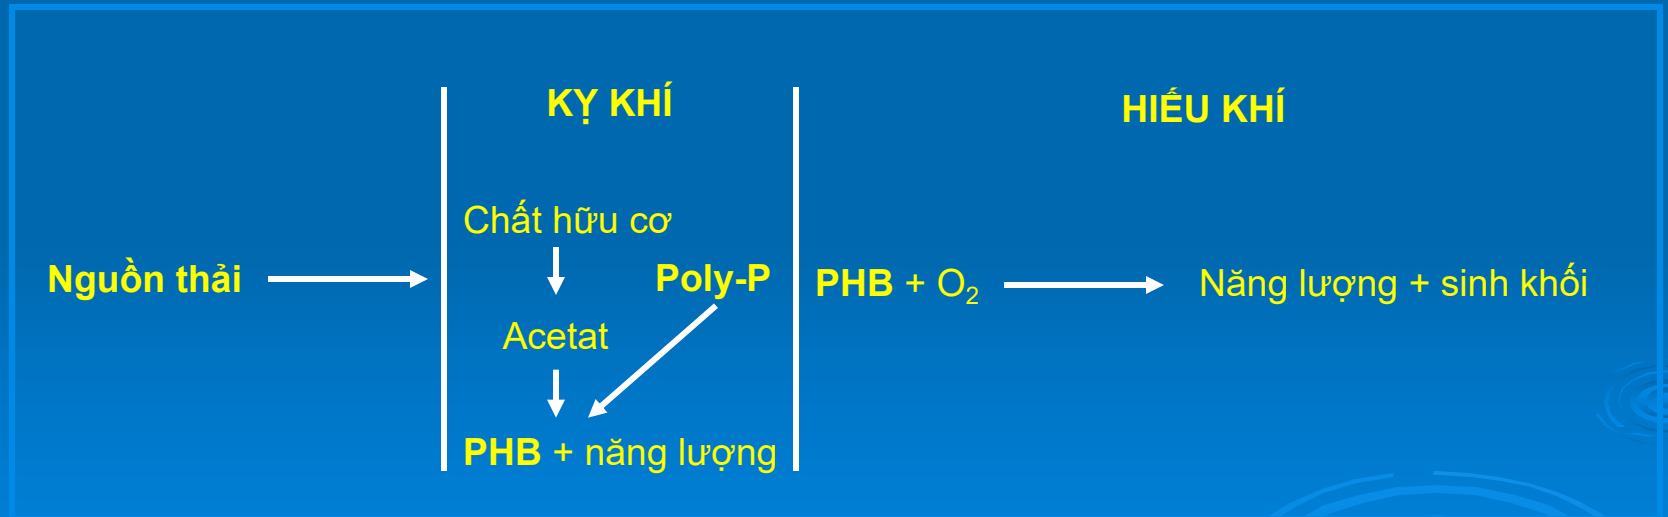 KỴ KHÍ
HIẾU KHÍ
Nguồn thải
Chất hữu cơ
Acetat
Poly-P
PHB + năng lượng
PHB + O₂
Năng lượng + sinh khối